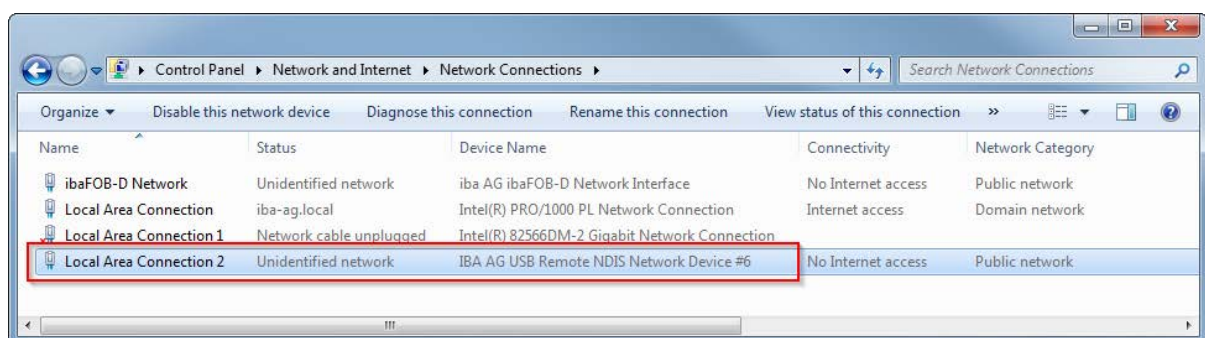 Control Panel ▸ Network and Internet ▸ Network Connections ▸ Search Network Connections
Organize Disable this network device Diagnose this connection Rename this connection View status of this connection »
Name Status Device Name Connectivity Network Category
ibaFOB-D Network Unidentified network iba AG ibaFOB-D Network Interface No Internet access Public network
Local Area Connection iba-ag.local Intel(R) PRO/1000 PL Network Connection Internet access Domain network
Local Area Connection 1 Network cable unplugged Intel(R) 82566DM-2 Gigabit Network Connection
Local Area Connection 2 Unidentified network IBA AG USB Remote NDIS Network Device #6 No Internet access Public network